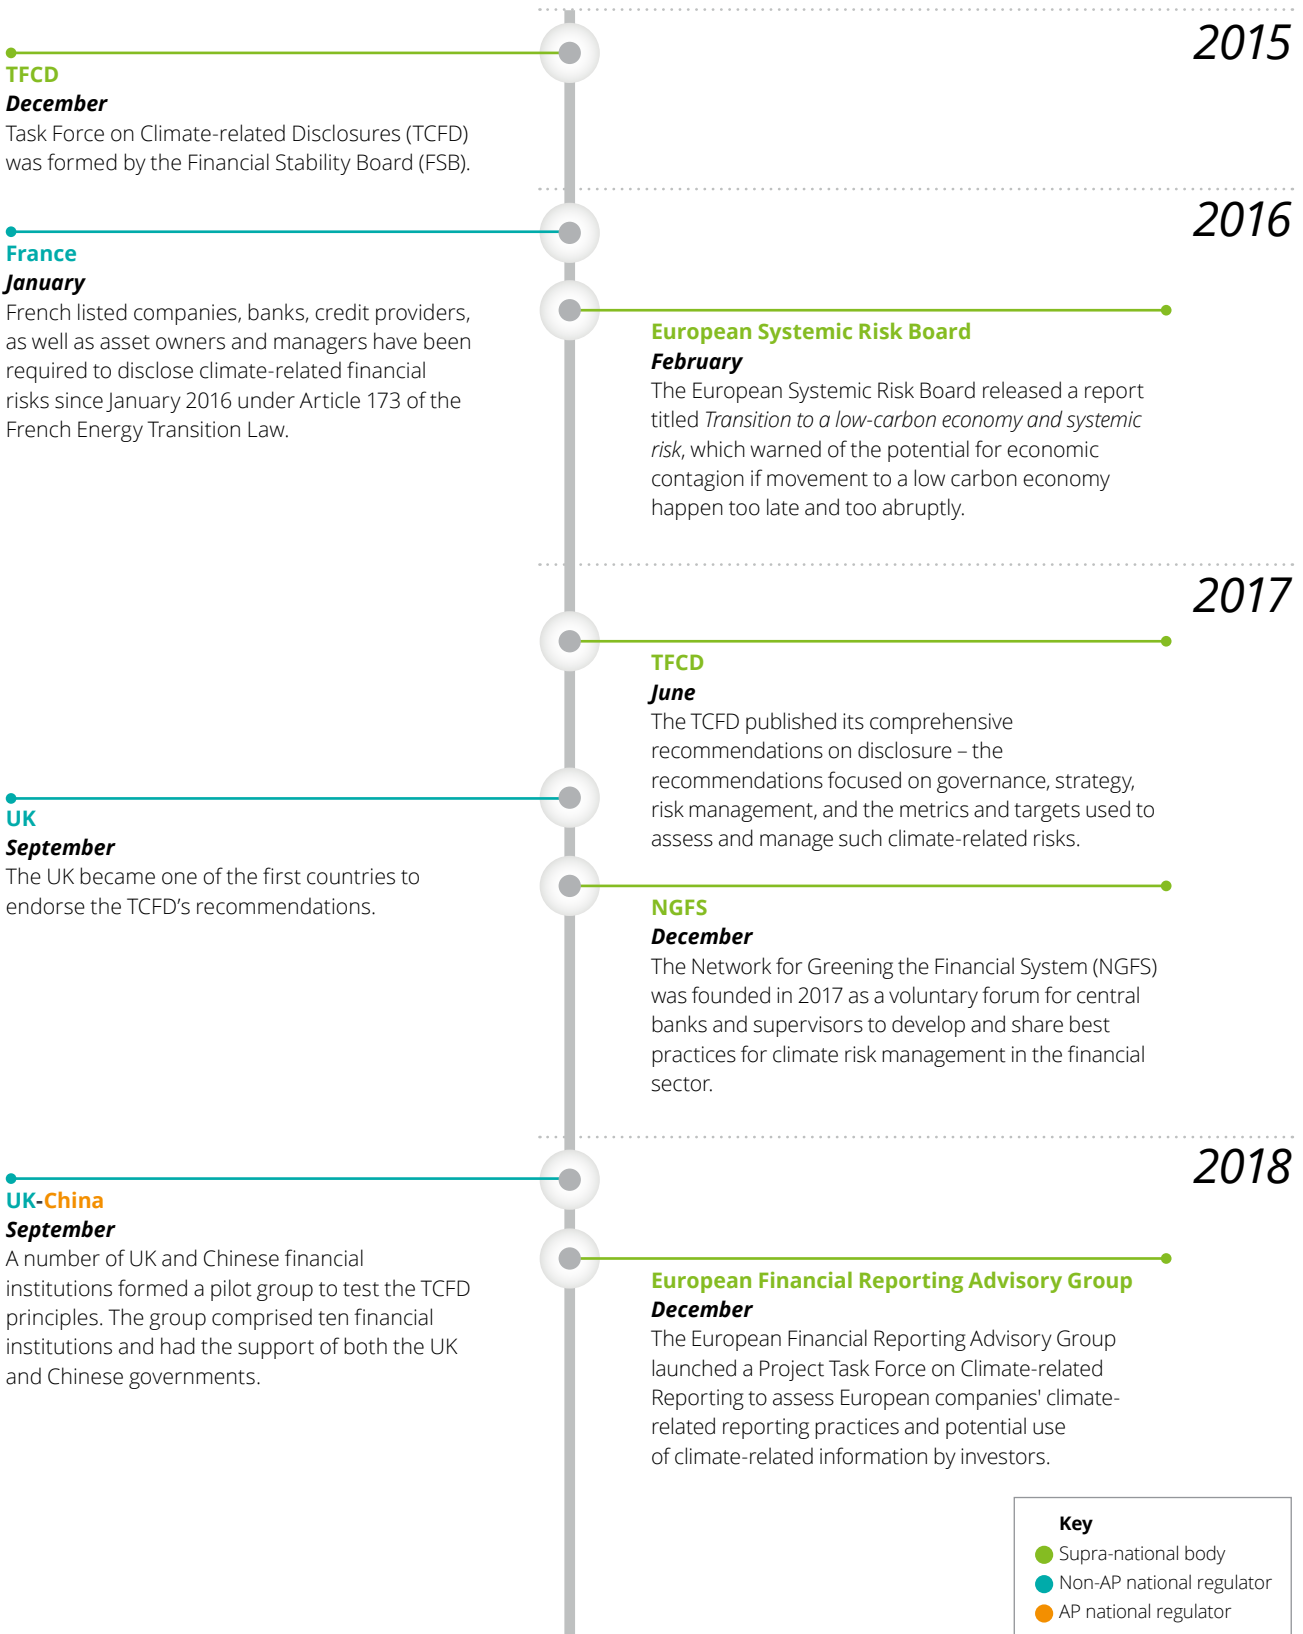 2015
TFCD
December
Task Force on Climate-related Disclosures (TCFD)
was formed by the Financial Stability Board (FSB).
2016
France
January
French listed companies, banks, credit providers,
as well as asset owners and managers have been
required to disclose climate-related financial
risks since January 2016 under Article 173 of the
French Energy Transition Law.
European Systemic Risk Board
February
The European Systemic Risk Board released a report
titled Transition to a low-carbon economy and systemic
risk, which warned of the potential for economic
contagion if movement to a low carbon economy
happen too late and too abruptly.
2017
TFCD
June
The TCFD published its comprehensive
recommendations on disclosure – the
recommendations focused on governance, strategy,
risk management, and the metrics and targets used to
assess and manage such climate-related risks.
UK
September
The UK became one of the first countries to
endorse the TCFD's recommendations.
NGFS
December
The Network for Greening the Financial System (NGFS)
was founded in 2017 as a voluntary forum for central
banks and supervisors to develop and share best
practices for climate risk management in the financial
sector.
2018
UK-China
September
A number of UK and Chinese financial
institutions formed a pilot group to test the TCFD
principles. The group comprised ten financial
institutions and had the support of both the UK
and Chinese governments.
European Financial Reporting Advisory Group
December
The European Financial Reporting Advisory Group
launched a Project Task Force on Climate-related
Reporting to assess European companies' climate-
related reporting practices and potential use
of climate-related information by investors.
Key
Supra-national body
Non-AP national regulator
AP national regulator